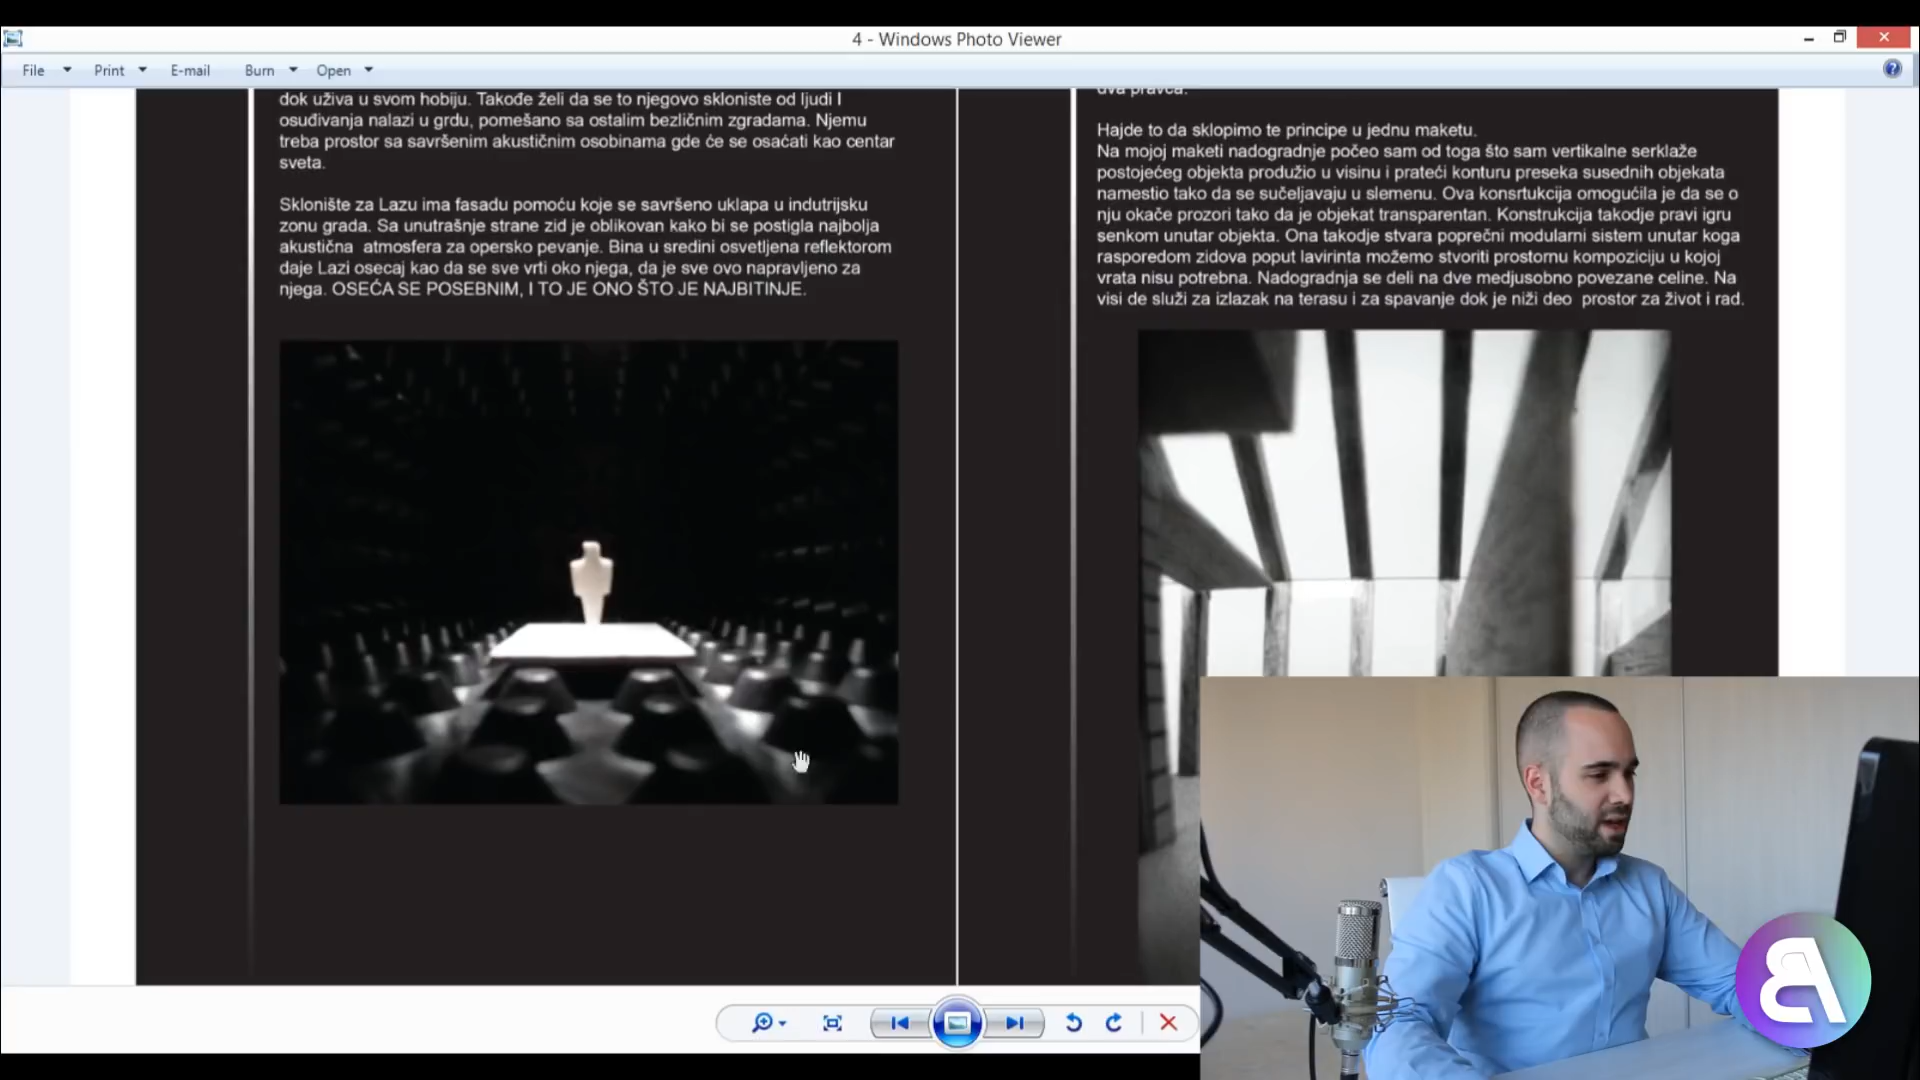 4 - Windows Photo Viewer
File
Print
E-mail
Burn
Open
dok uživa u svom hobiju. Takođe želi da se to njegovo skloniste od ljudi I
osuđivanja nalazi u grdu, pomešano sa ostalim bezličnim zgradama. Njemu
treba prostor sa savršenim akustičnim osobinama gde će se osaćati kao centar
sveta.
Sklonište za Lazu ima fasadu pomoću koje se savršeno uklapa u indutrijsku
zonu grada. Sa unutrašnje strane zid je oblikovan kako bi se postigla najbolja
akustična atmosfera za opersko pevanje. Bina u sredini osvetljena reflektorom
daje Lazi osecaj kao da se sve vrti oko njega, da je sve ovo napravljeno za
njega. OSEĆA SE POSEBNIM, I TO JE ONO ŠTO JE NAJBITINJE.
dva pravca.
Hajde to da sklopimo te principe u jednu maketu.
Na mojoj maketi nadogradnje počeo sam od toga što sam vertikalne serklaže
postojećeg objekta produžio u visinu i prateći konturu preseka susednih objekata
namestio tako da se sučeljavaju u slemenu. Ova konsrtukcija omogućila je da se o
nju okače prozori tako da je objekat transparentan. Konstrukcija takodje pravi igru
senkom unutar objekta. Ona takodje stvara poprečni modularni sistem unutar koga
rasporedom zidova poput lavirinta možemo stvoriti prostornu kompoziciju u kojoj
vrata nisu potrebna. Nadogradnja se deli na dve medjusobno povezane celine. Na
visi de služi za izlazak na terasu i za spavanje dok je niži deo prostor za život i rad.